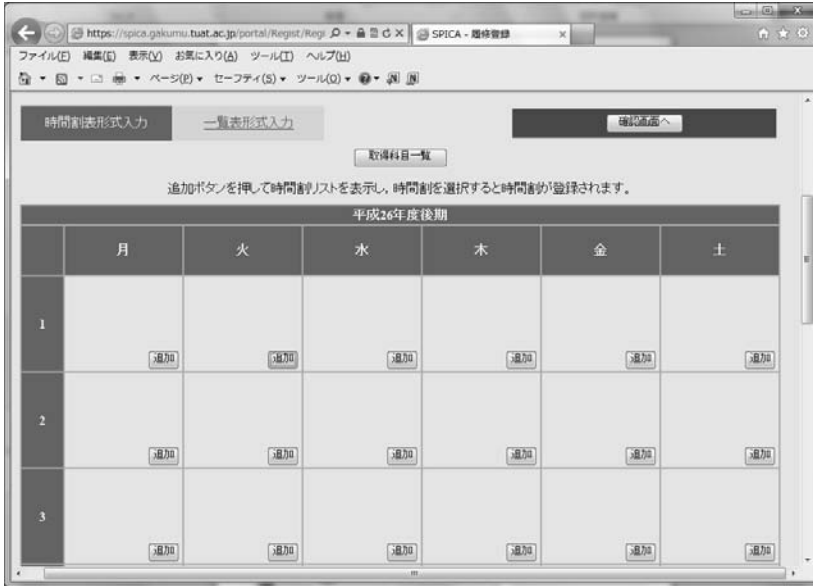 https://spica.gakumu.tuat.ac.jp/portal/Regist/Regi
SPICA - 履修登録
ファイル(F) 編集(E) 表示(V) お気に入り(A) ツール(T) ヘルプ(H)
ページ(P) セーフティ(S) ツール(O)
時間割表形式入力 一覧表形式入力 確認画面へ
取得科目一覧
追加ボタンを押して時間割リストを表示し、時間割を選択すると時間割が登録されます。
平成26年度後期
月 火 水 木 金 土
1
追加 追加 追加 追加 追加 追加
2
追加 追加 追加 追加 追加 追加
3
追加 追加 追加 追加 追加 追加